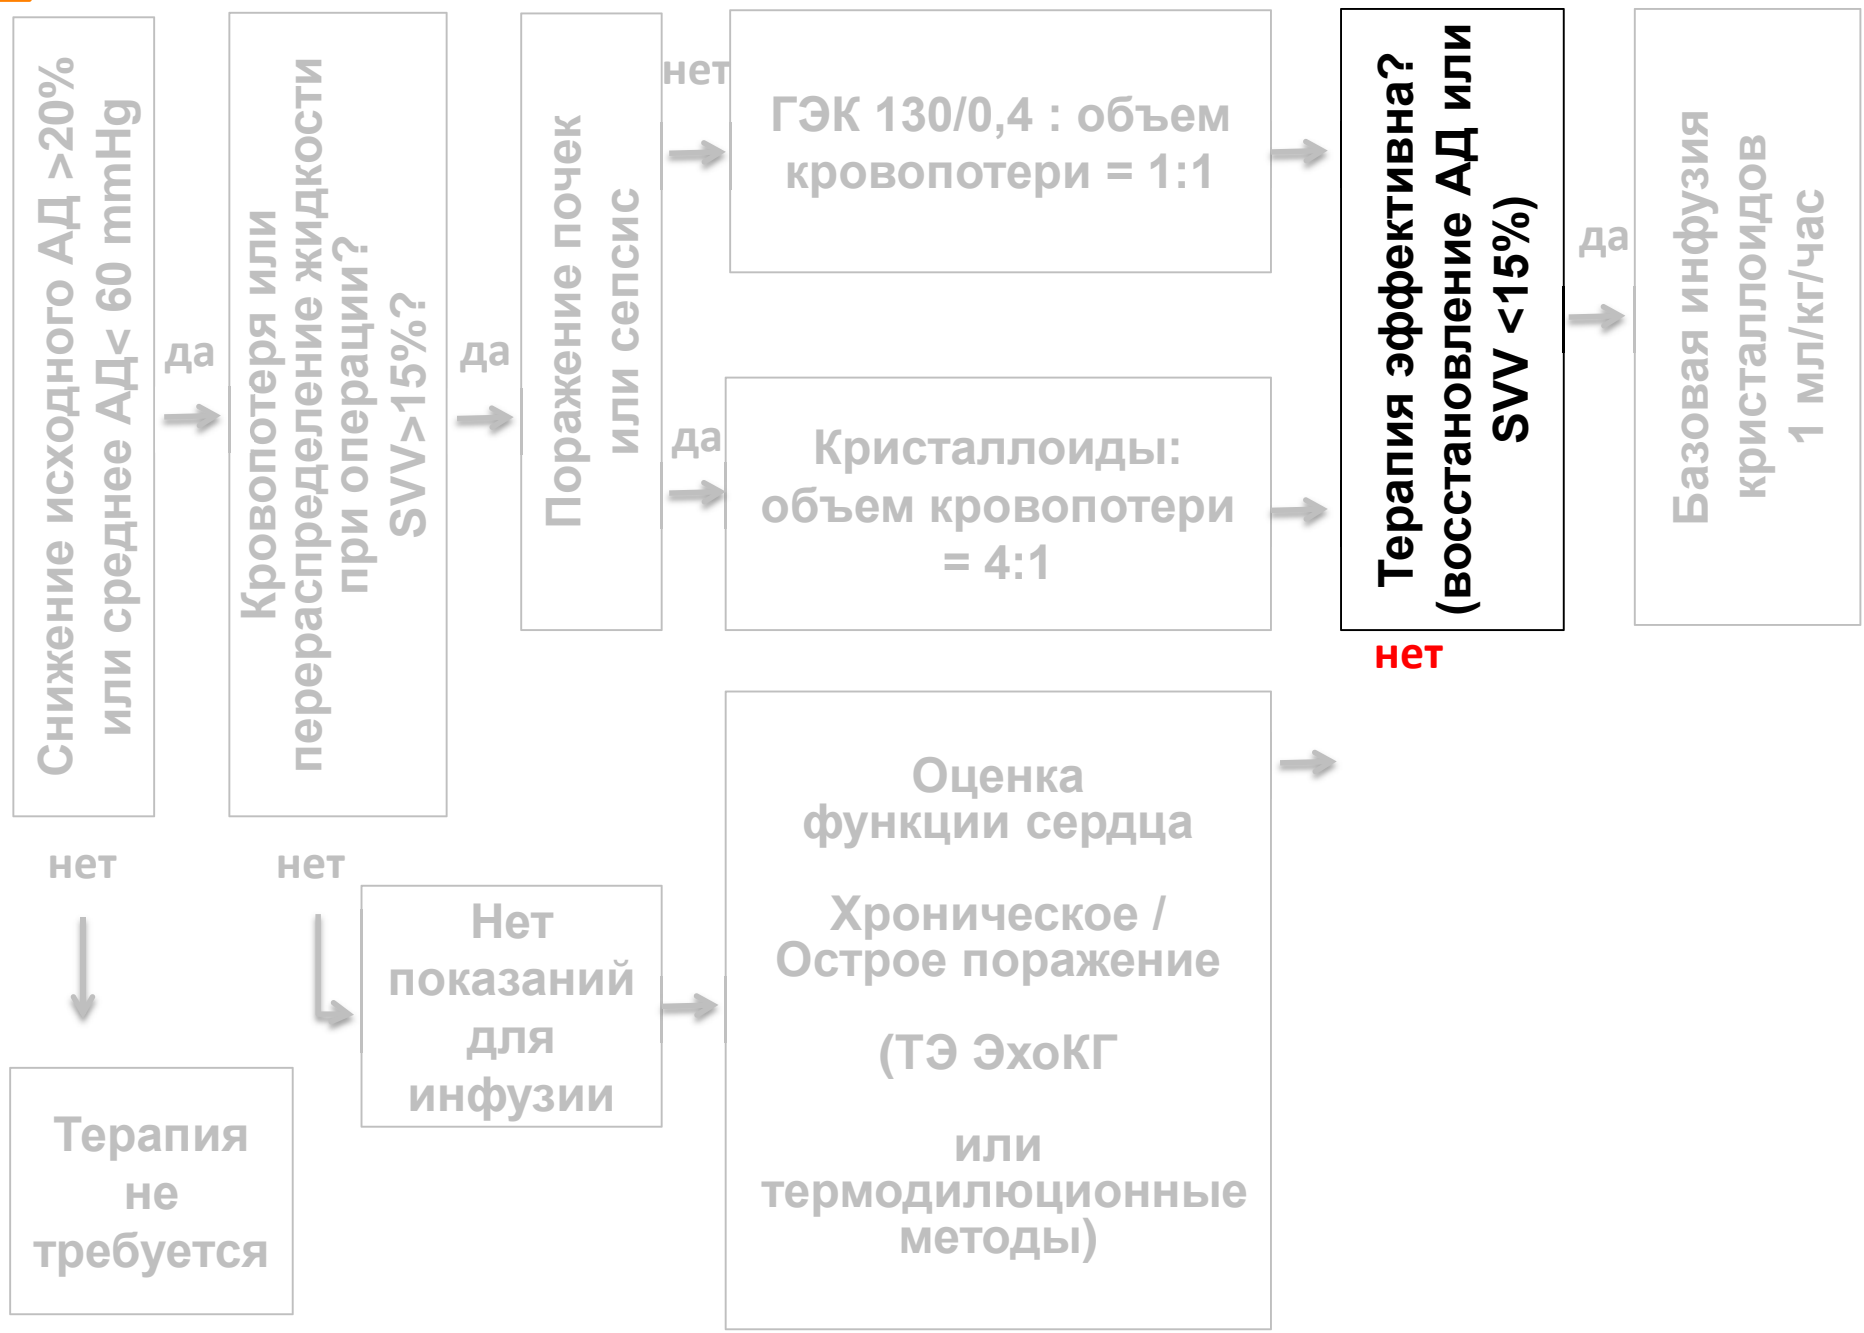 Снижение исходного АД >20%
или среднее АД< 60 mmHg
да
нет
Терапия
не
требуется
Кровопотеря или
перераспределение жидкости
при операции?
SVV>15%?
да
нет
Нет
показаний
для
инфузии
Поражение почек
или сепсис
нет
ГЭК 130/0,4 : объем
кровопотери = 1:1
да
Кристаллоиды:
объем кровопотери
= 4:1
Оценка
функции сердца
Хроническое /
Острое поражение
(ТЭ ЭхоКГ
или
термодилюционные
методы)
Терапия эффективна?
(восстановление АД или
SVV <15%)
нет
да
Базовая инфузия
кристаллоидов
1 мл/кг/час